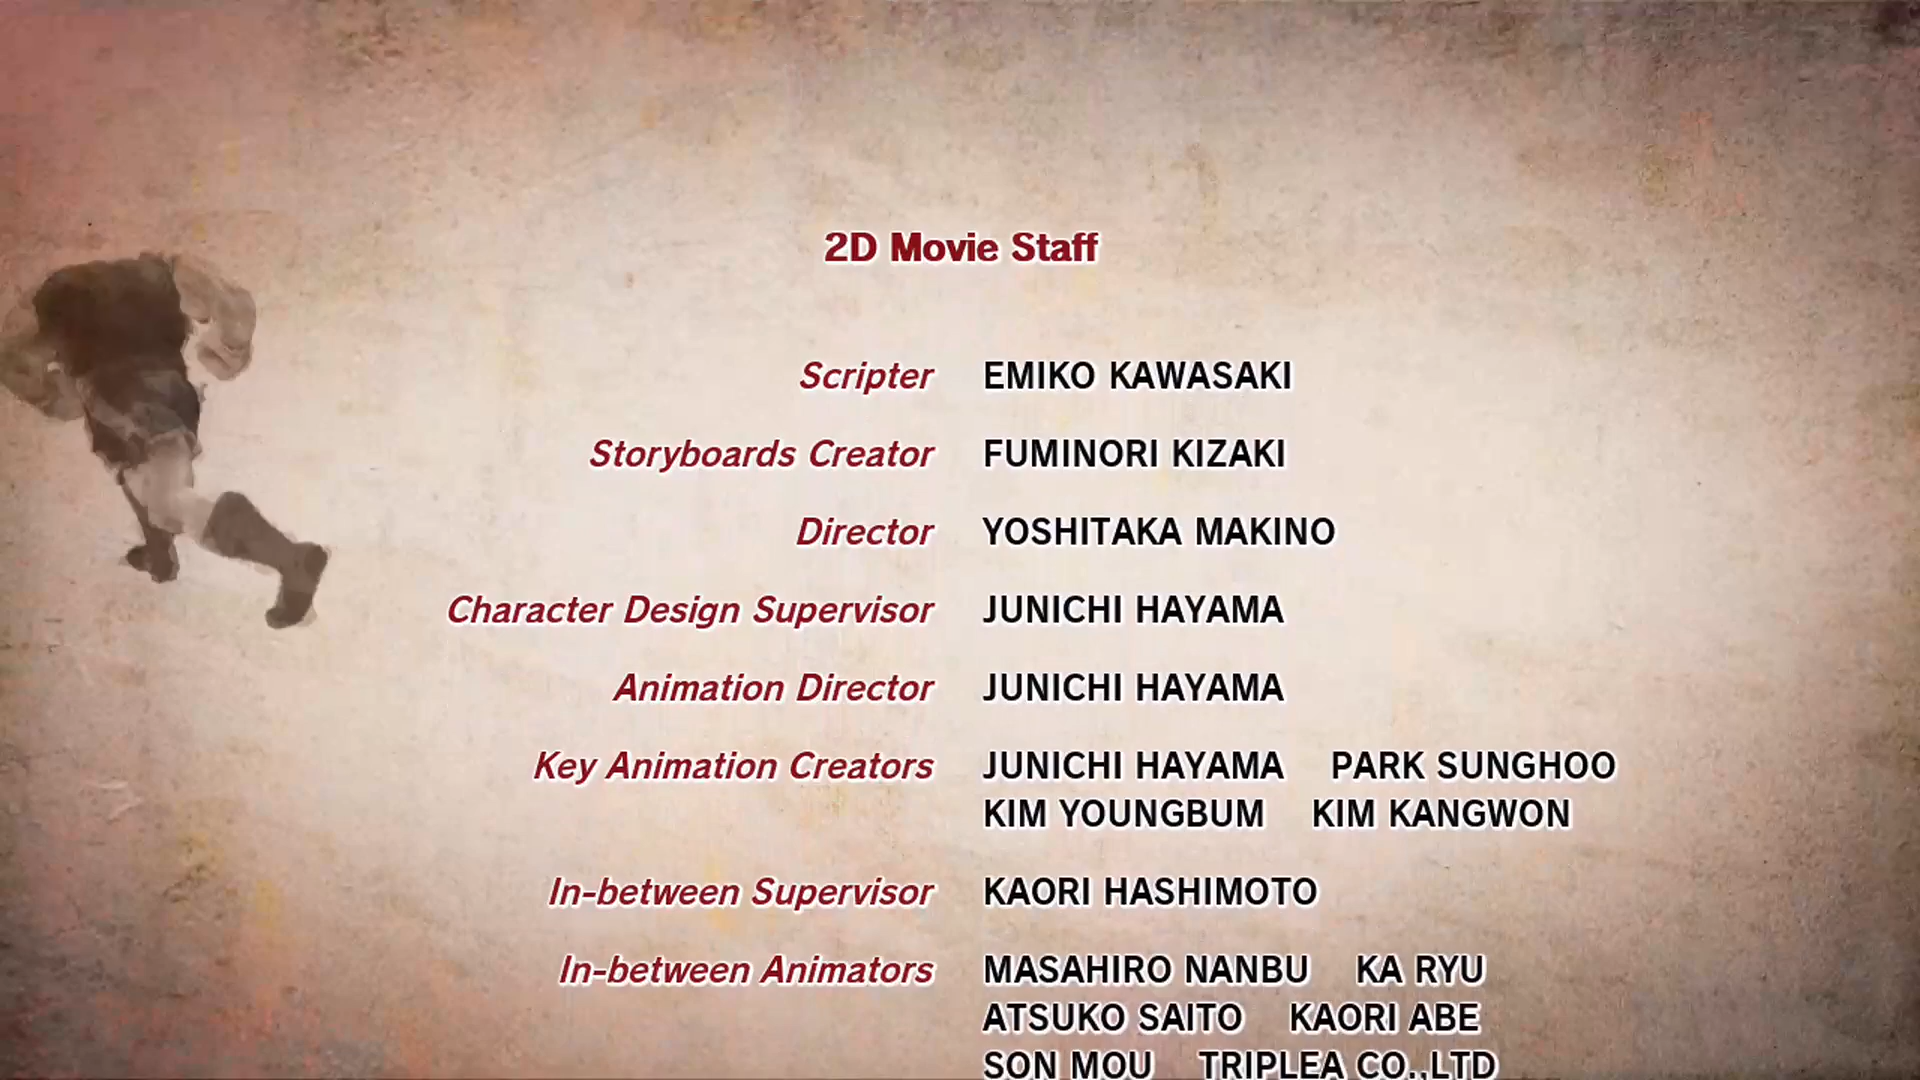 2D Movie Staff
Scripter EMIKO KAWASAKI
Storyboards Creator FUMINORI KIZAKI
Director YOSHITAKA MAKINO
Character Design Supervisor JUNICHI HAYAMA
Animation Director JUNICHI HAYAMA
Key Animation Creators JUNICHI HAYAMA PARK SUNGHOO
KIM YOUNGBUM KIM KANGWON
In-between Supervisor KAORI HASHIMOTO
In-between Animators MASAHIRO NANBU KA RYU
ATSUKO SAITO KAORI ABE
SON MOU TRIPLEA CO.,LTD